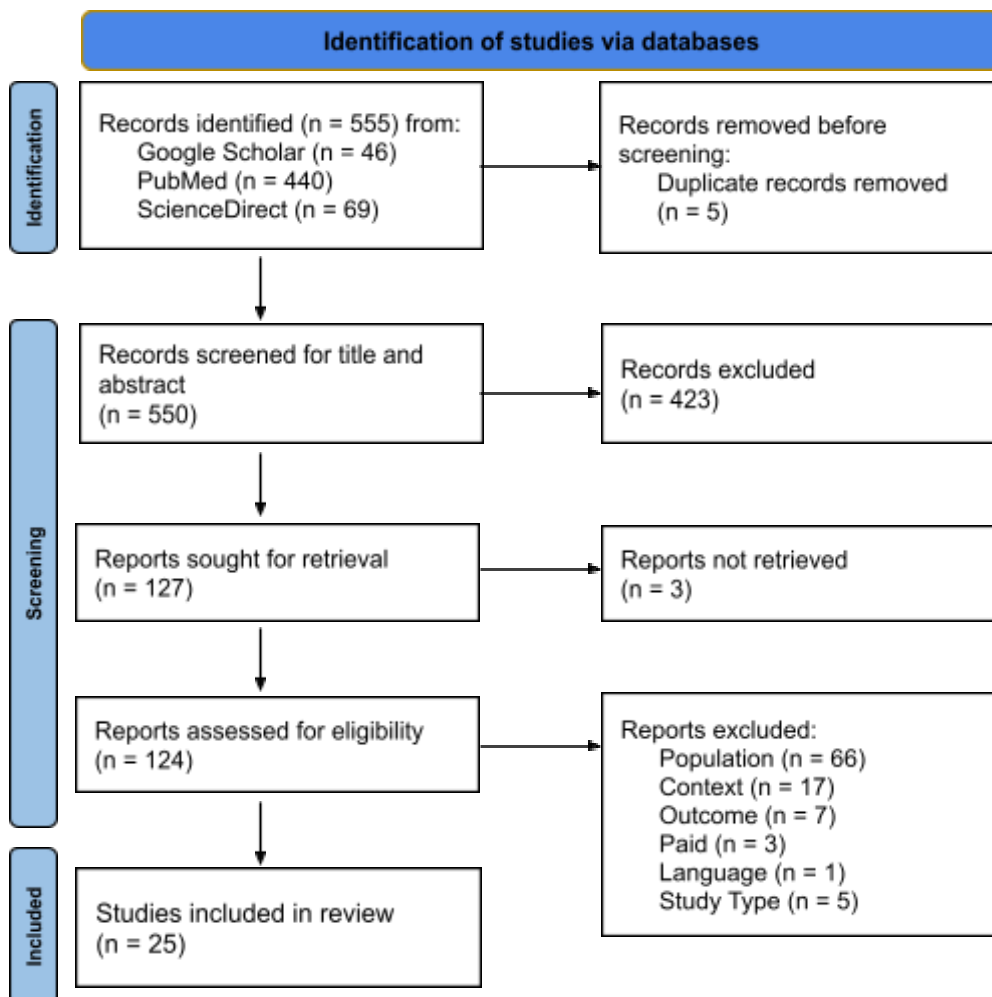 Identification of studies via databases
Identification
Records identified (n = 555) from:
Google Scholar (n = 46)
PubMed (n = 440)
ScienceDirect (n = 69)
Records removed before
screening:
Duplicate records removed
(n = 5)
Screening
Records screened for title and
abstract
(n = 550)
Records excluded
(n = 423)
Reports sought for retrieval
(n = 127)
Reports not retrieved
(n = 3)
Reports assessed for eligibility
(n = 124)
Reports excluded:
Population (n = 66)
Context (n = 17)
Outcome (n = 7)
Paid (n = 3)
Language (n = 1)
Study Type (n = 5)
Included
Studies included in review
(n = 25)